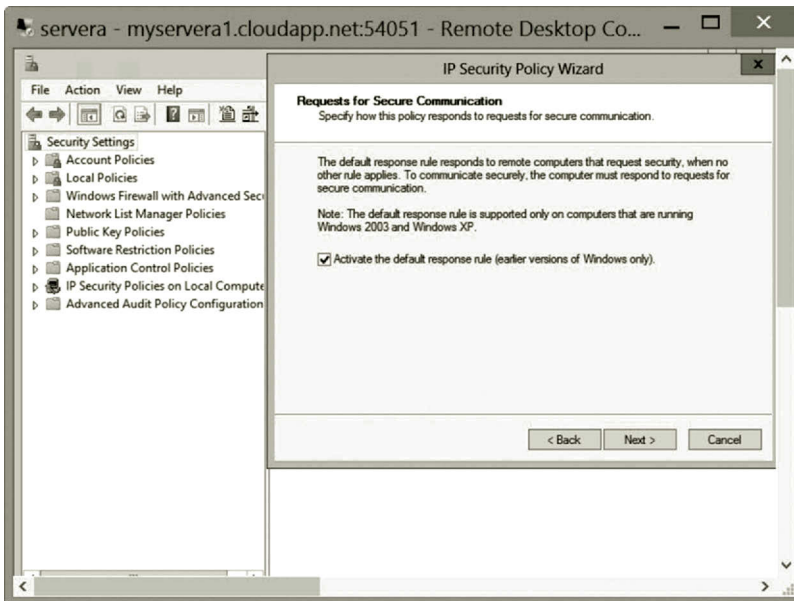 servera - myservera1.cloudapp.net:54051 - Remote Desktop Co...
File Action View Help
Security Settings
Account Policies
Local Policies
Windows Firewall with Advanced Secu
Network List Manager Policies
Public Key Policies
Software Restriction Policies
Application Control Policies
IP Security Policies on Local Compute
Advanced Audit Policy Configuration
IP Security Policy Wizard
Requests for Secure Communication
Specify how this policy responds to requests for secure communication.
The default response rule responds to remote computers that request security, when no
other rule applies. To communicate securely, the computer must respond to requests for
secure communication.
Note: The default response rule is supported only on computers that are running
Windows 2003 and Windows XP.
Activate the default response rule (earlier versions of Windows only).
< Back
Next >
Cancel